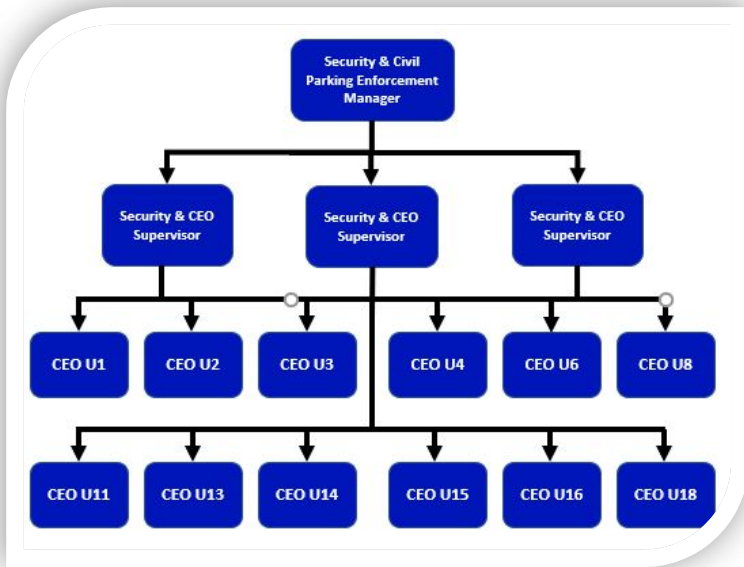 Security & Civil
Parking Enforcement
Manager
Security & CEO
Supervisor
Security & CEO
Supervisor
Security & CEO
Supervisor
CEO U1
CEO U2
CEO U3
CEO U4
CEO U6
CEO U8
CEO U11
CEO U13
CEO U14
CEO U15
CEO U16
CEO U18